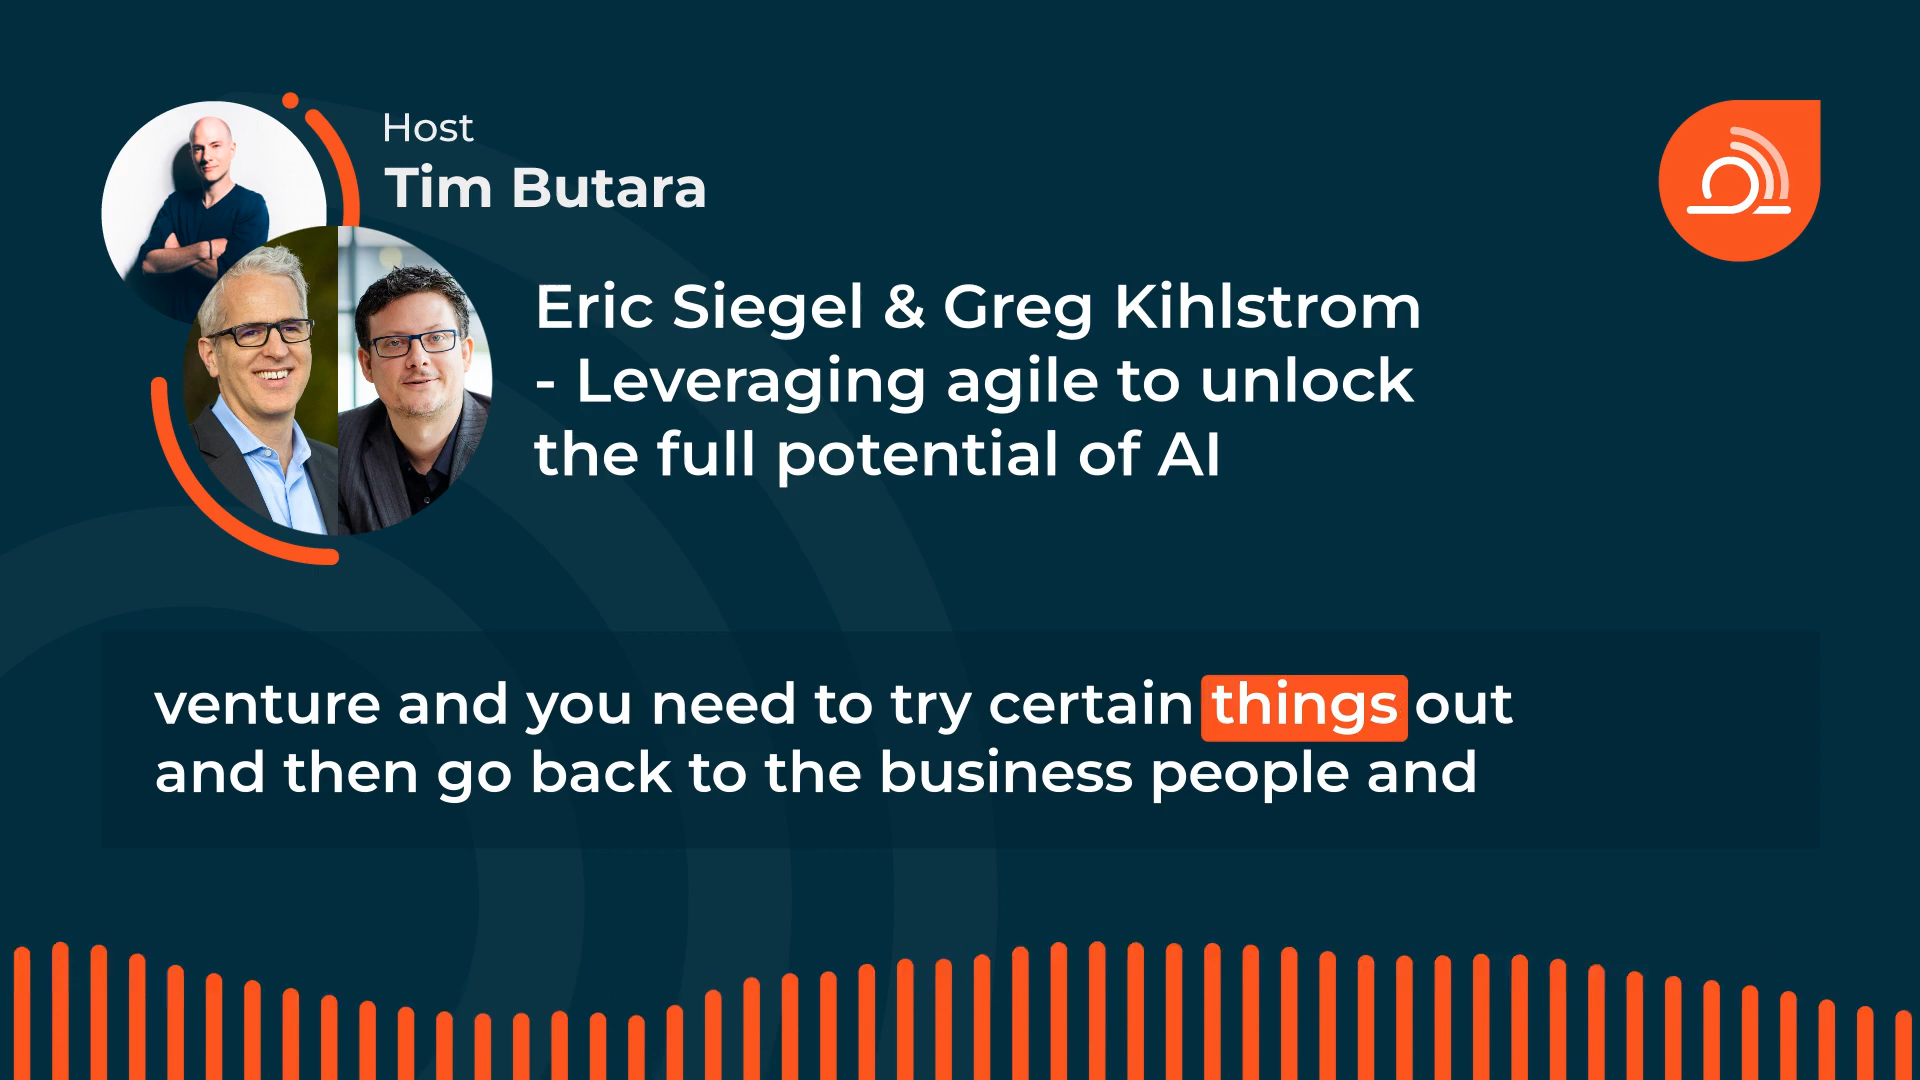 Host
Tim Butara
Eric Siegel & Greg Kihlstrom
- Leveraging agile to unlock
the full potential of AI
venture and you need to try certain things out
and then go back to the business people and